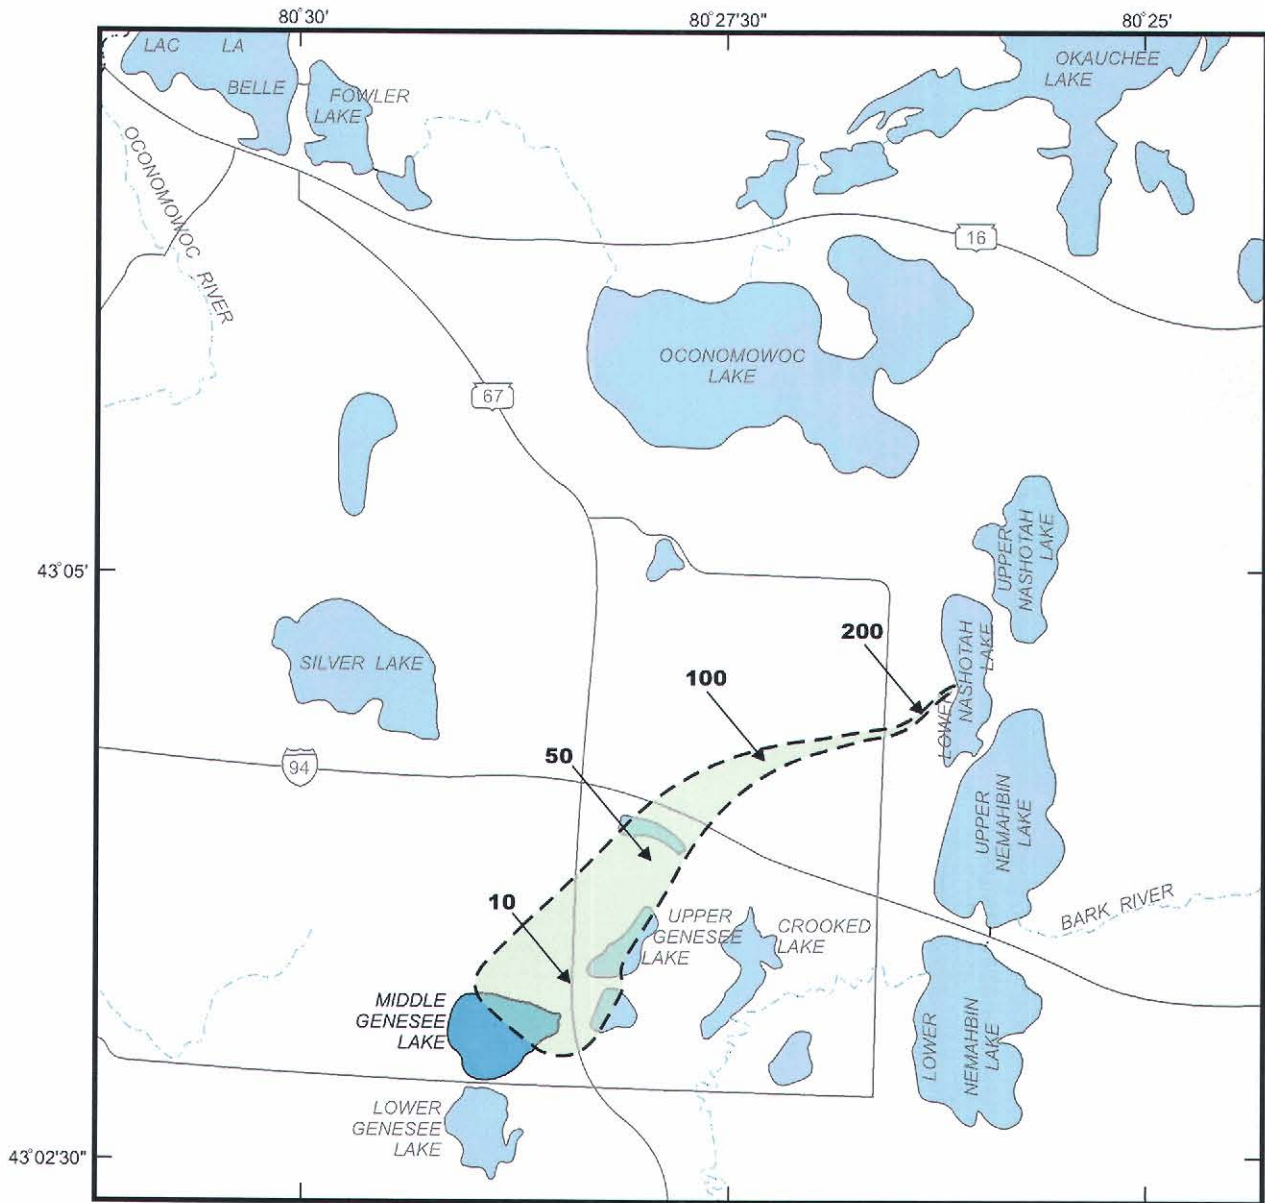 80°30'
80°27'30"
80°25'
LAC LA
BELLE
FOWLER
LAKE
OKAUCHEE
LAKE
OCONOMOWOC RIVER
16
OCONOMOWOC
LAKE
67
UPPER
NASHOTAH
LAKE
43°05'
200
LOWER
NASHOTAH
LAKE
SILVER LAKE
100
50
94
UPPER
NEMAHBIN
LAKE
10
UPPER
GENESEE
LAKE
CROOKED
LAKE
BARK RIVER
MIDDLE
GENESEE
LAKE
LOWER
NEMAHBIN
LAKE
LOWER
GENESEE
LAKE
43°02'30"